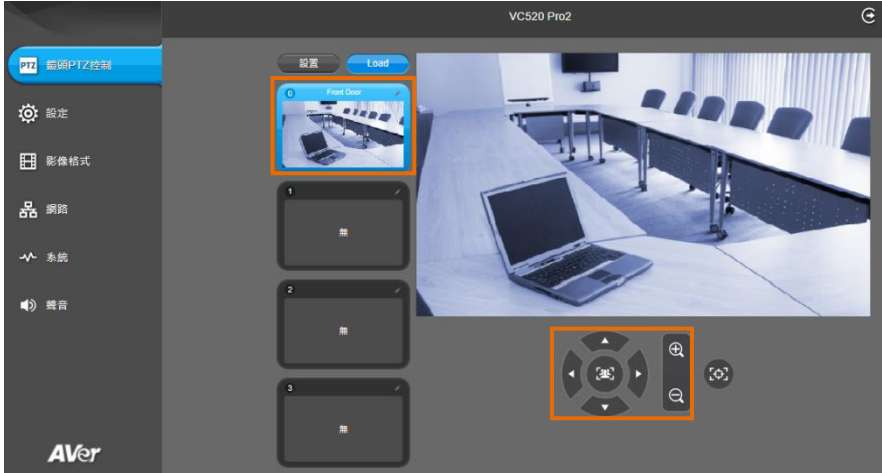 VC520 Pro2
PTZ 鏡頭PTZ控制
設定
影像格式
網路
系統
聲音
AVer
設置 Load
0 Front Door
1
無
2
無
3
無